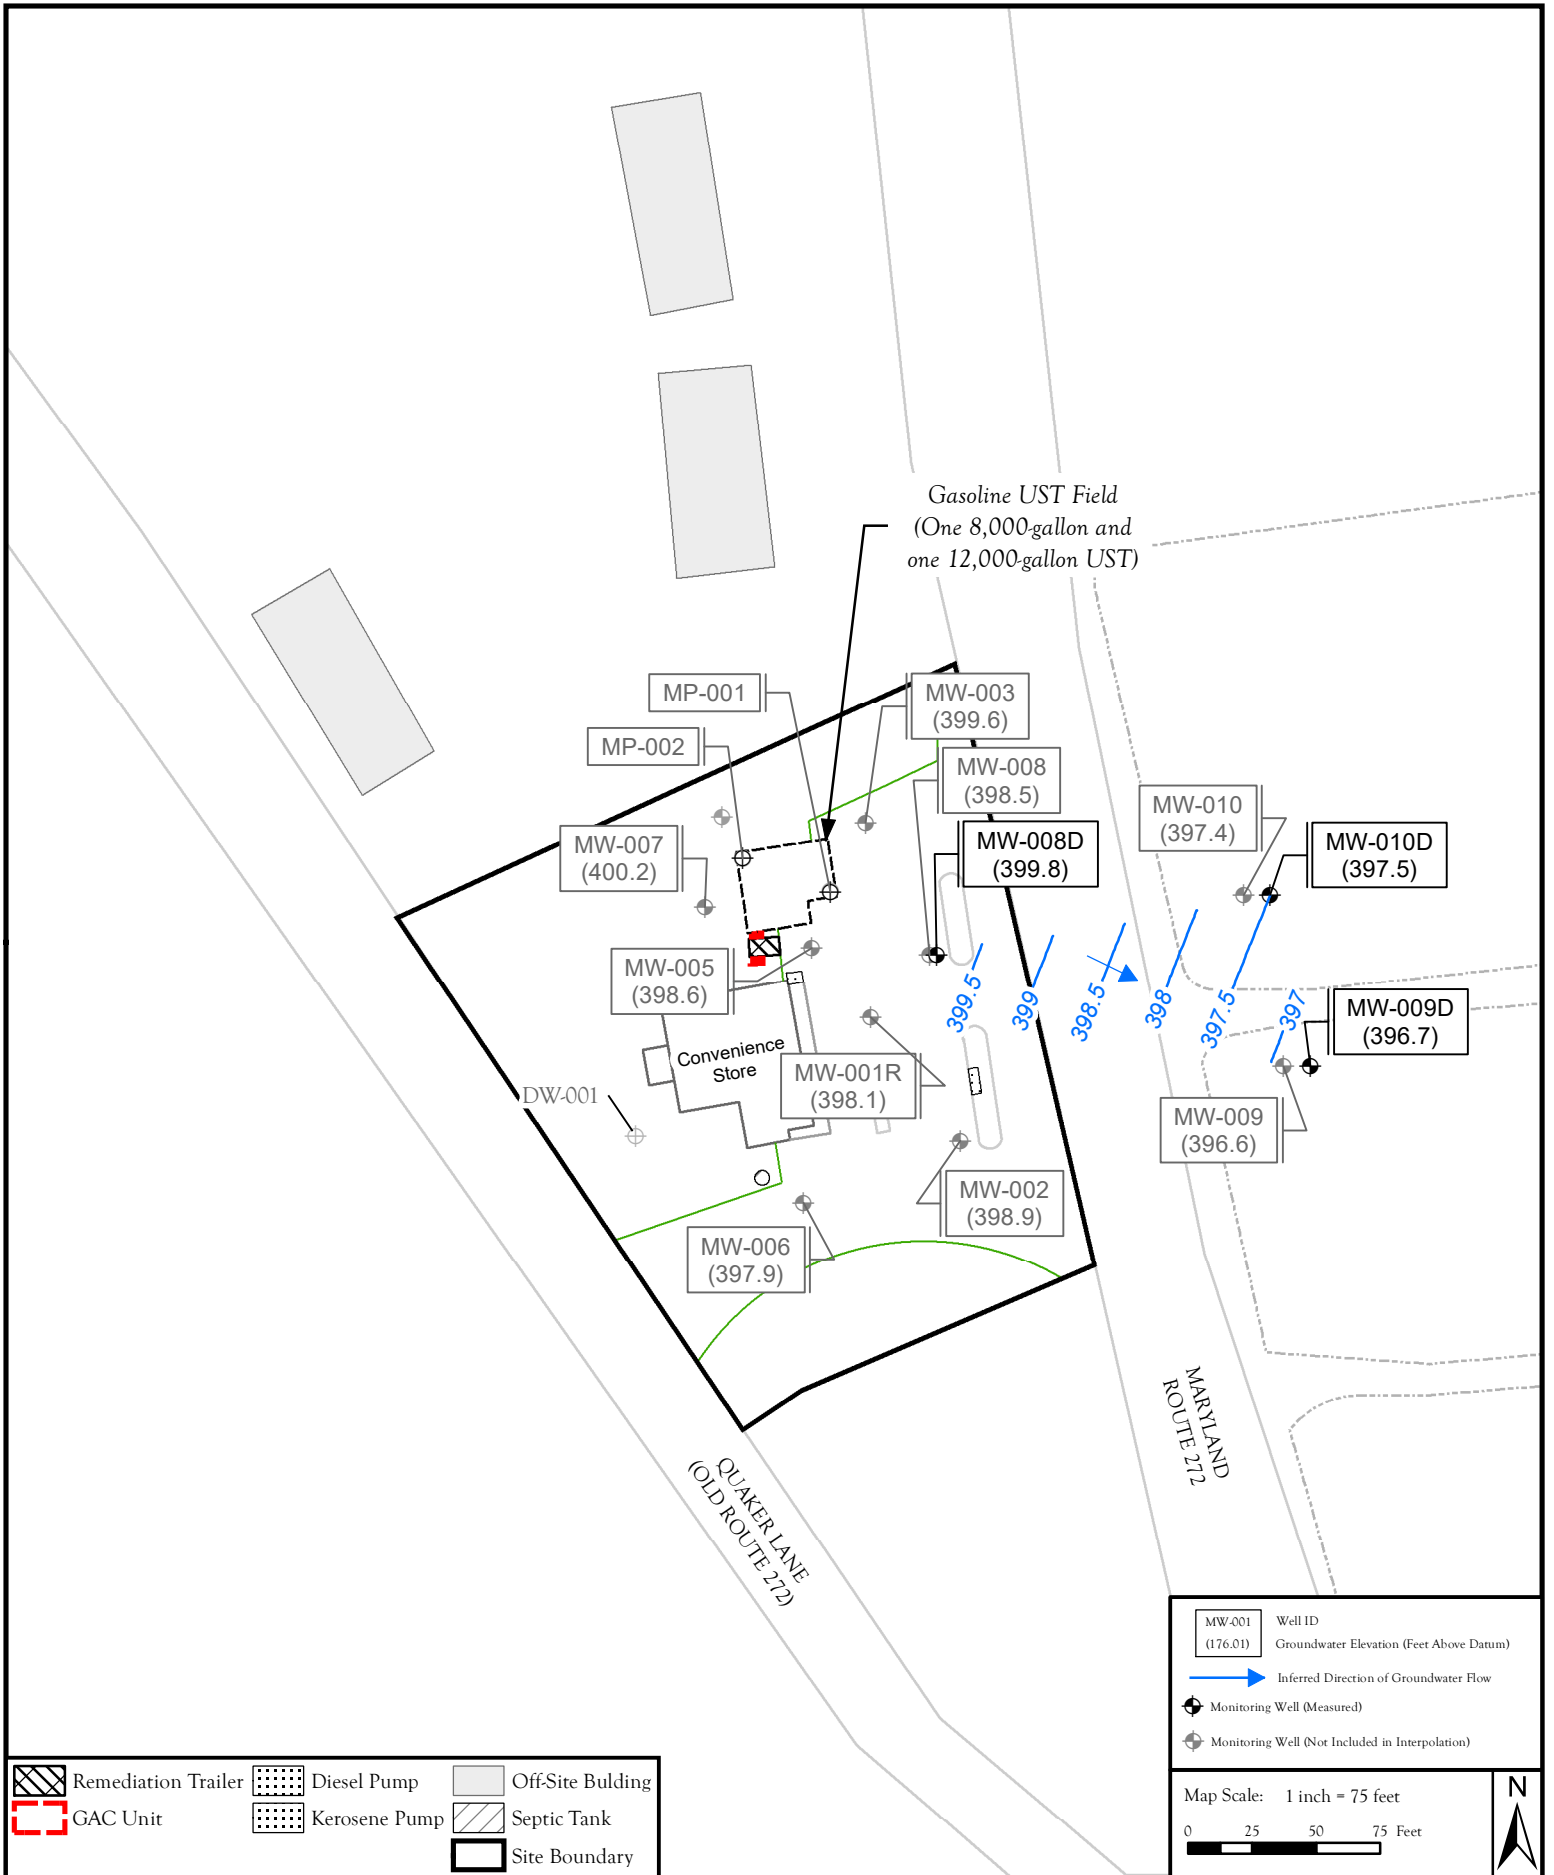 Gasoline UST Field
(One 8,000-gallon and
one 12,000-gallon UST)
MP-001
MP-002
MW-003
(399.6)
MW-008
(398.5)
MW-007
(400.2)
MW-008D
(399.8)
MW-010
(397.4)
MW-010D
(397.5)
MW-005
(398.6)
399.5
399
398.5
398
397.5
397
MW-009D
(396.7)
Convenience
Store
MW-001R
(398.1)
DW-001
MW-009
(396.6)
MW-002
(398.9)
MW-006
(397.9)
MARYLAND
ROUTE 272
QUAKER LANE
(OLD ROUTE 272)
MW-001
(176.01)
Well ID
Groundwater Elevation (Feet Above Datum)
Inferred Direction of Groundwater Flow
Monitoring Well (Measured)
Monitoring Well (Not Included in Interpolation)
Remediation Trailer
Diesel Pump
Off-Site Bulding
GAC Unit
Kerosene Pump
Septic Tank
Site Boundary
Map Scale: 1 inch = 75 feet
0 25 50 75 Feet
N